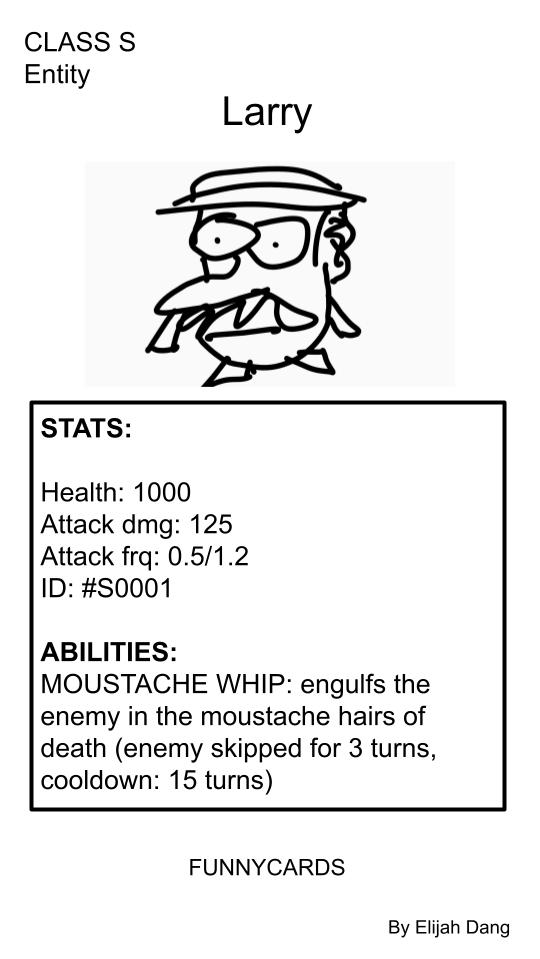 CLASS S
Entity
Larry
STATS:
Health: 1000
Attack dmg: 125
Attack frq: 0.5/1.2
ID: #S0001
ABILITIES:
MOUSTACHE WHIP: engulfs the
enemy in the moustache hairs of
death (enemy skipped for 3 turns,
cooldown: 15 turns)
FUNNYCARDS
By Elijah Dang